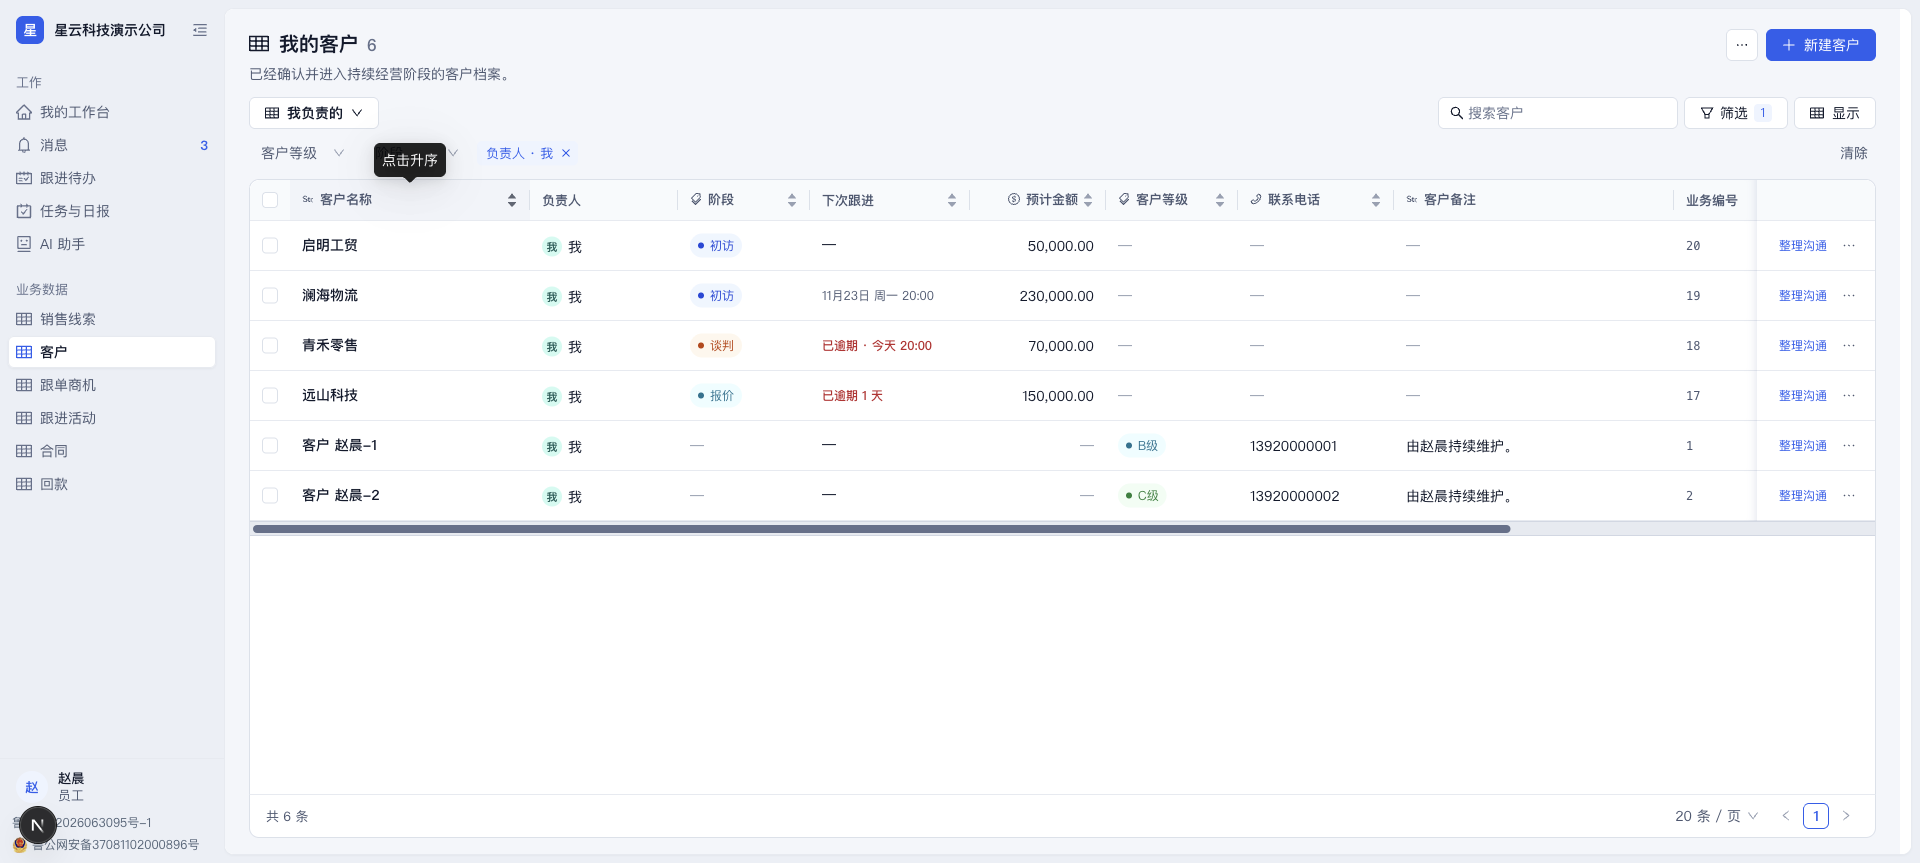 星 星云科技演示公司
工作
我的工作台
消息 3
跟进待办
任务与日报
AI 助手
业务数据
销售线索
客户
跟单商机
跟进活动
合同
回款
赵 赵晨
员工
2026063095号-1
公网安备37081102000896号
N
我的客户 6
已经确认并进入持续经营阶段的客户档案。
··· 新建客户
我负责的
搜索客户 筛选 1 显示
客户等级 负责人 · 我 × 清除
点击升序
Str 客户名称 负责人 阶段 下次跟进 预计金额 客户等级 联系电话 Str 客户备注 业务编号
启明工贸 我 我 初访 — 50,000.00 — — — 20 整理沟通 ···
澜海物流 我 我 初访 11月23日 周一 20:00 230,000.00 — — — 19 整理沟通 ···
青禾零售 我 我 谈判 已逾期 · 今天 20:00 70,000.00 — — — 18 整理沟通 ···
远山科技 我 我 报价 已逾期 1 天 150,000.00 — — — 17 整理沟通 ···
客户 赵晨-1 我 我 — — — B级 13920000001 由赵晨持续维护。 1 整理沟通 ···
客户 赵晨-2 我 我 — — — C级 13920000002 由赵晨持续维护。 2 整理沟通 ···
共 6 条 20 条 / 页 < 1 >